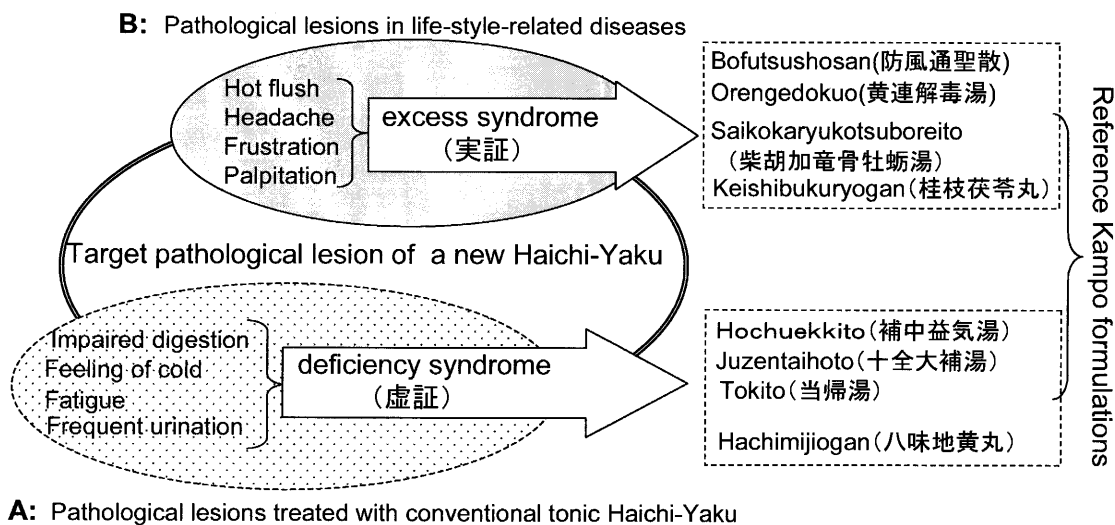 B: Pathological lesions in life-style-related diseases
Hot flush
Headache
Frustration
Palpitation
excess syndrome
（実証）
Bofutsushosan(防風通聖散)
Orengedokuo(黄連解毒湯)
Saikokaryukotsuboreito
（柴胡加竜骨牡蛎湯）
Keishibukuryogan(桂枝茯苓丸)
Reference Kampo formulations
Target pathological lesion of a new Haichi-Yaku
Impaired digestion
Feeling of cold
Fatigue
Frequent urination
deficiency syndrome
（虚証）
Hochuekkito（補中益気湯）
Juzentaihoto（十全大補湯）
Tokito（当帰湯）
Hachimijiogan（八味地黄丸）
A: Pathological lesions treated with conventional tonic Haichi-Yaku